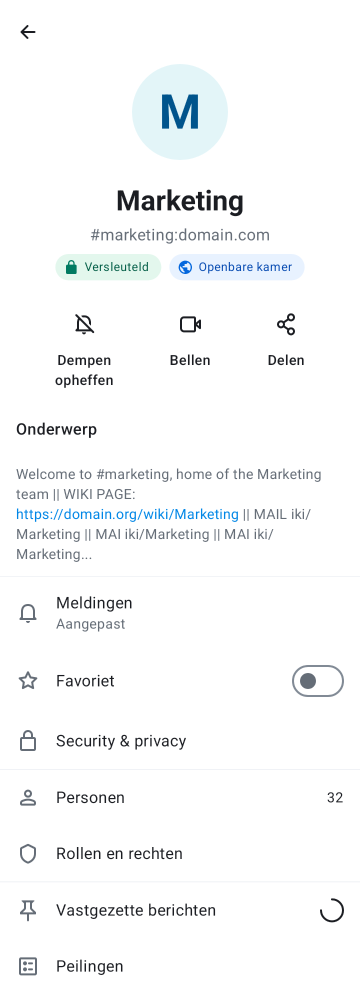 M
Marketing
#marketing:domain.com
Versleuteld
Openbare kamer
Dempen
opheffen
Bellen
Delen
Onderwerp
Welcome to #marketing, home of the Marketing
team || WIKI PAGE:
https://domain.org/wiki/Marketing || MAIL iki/
Marketing || MAI iki/Marketing || MAI iki/
Marketing...
Meldingen
Aangepast
Favoriet
Security & privacy
Personen
32
Rollen en rechten
Vastgezette berichten
Peilingen